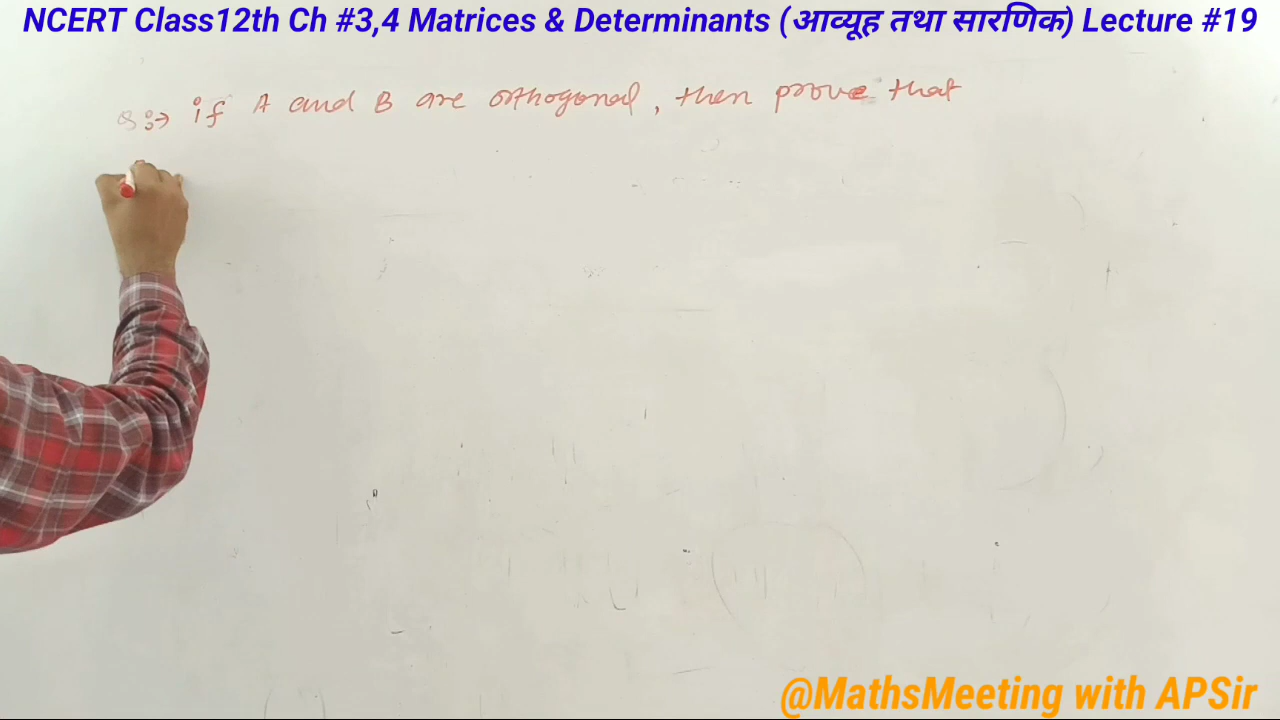 NCERT Class12th Ch #3,4 Matrices & Determinants (आव्यूह तथा सारणिक) Lecture #19
Q:→ if A and B are orthogonal, then prove that
@MathsMeeting with APSir